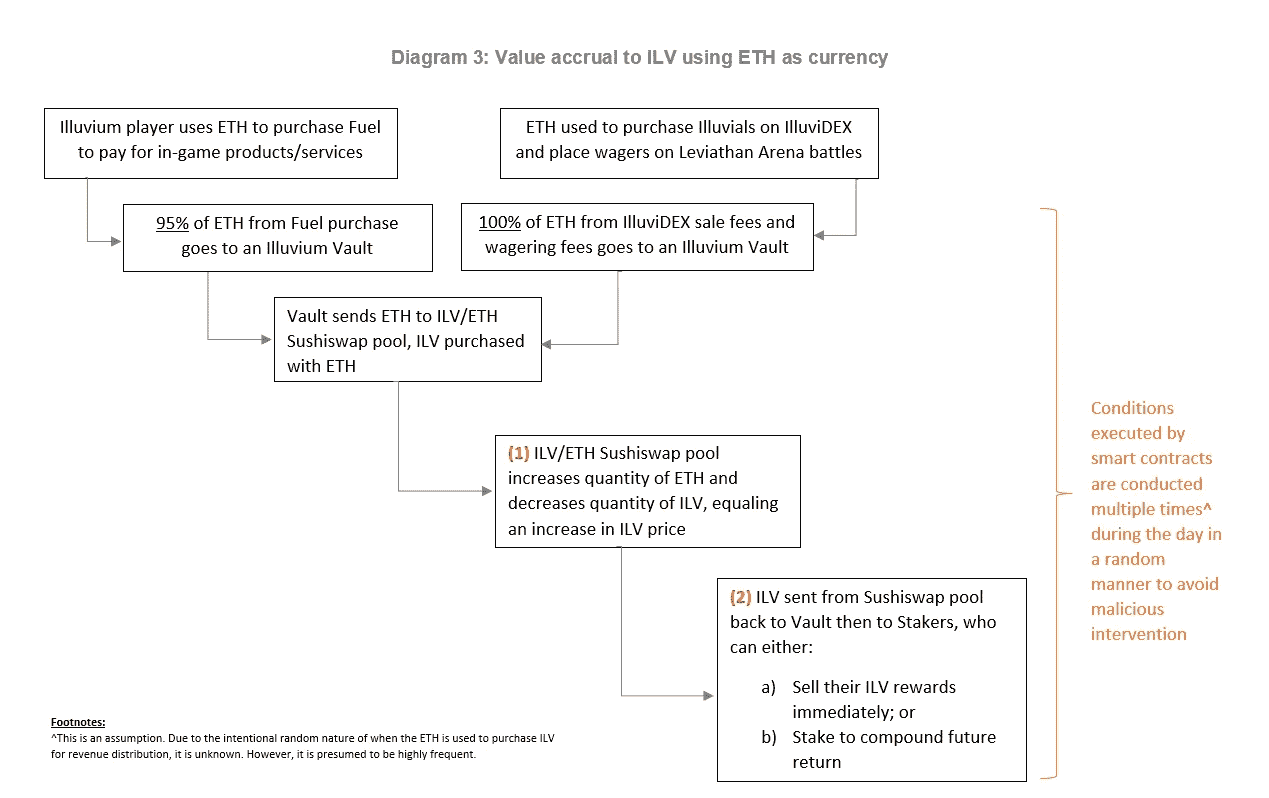 Diagram 3: Value accrual to ILV using ETH as currency
Illuvium player uses ETH to purchase Fuel
to pay for in-game products/services
ETH used to purchase Illuvials on IlluviDEX
and place wagers on Leviathan Arena battles
95% of ETH from Fuel purchase
goes to an Illuvium Vault
100% of ETH from IlluviDEX sale fees and
wagering fees goes to an Illuvium Vault
Vault sends ETH to ILV/ETH
Sushiswap pool, ILV purchased
with ETH
(1) ILV/ETH Sushiswap pool
increases quantity of ETH and
decreases quantity of ILV, equaling
an increase in ILV price
(2) ILV sent from Sushiswap pool
back to Vault then to Stakers, who
can either:
a) Sell their ILV rewards
immediately; or
b) Stake to compound future
return
Conditions
executed by
smart contracts
are conducted
multiple times^
during the day in
a random
manner to avoid
malicious
intervention
Footnotes:
^This is an assumption. Due to the intentional random nature of when the ETH is used to purchase ILV
for revenue distribution, it is unknown. However, it is presumed to be highly frequent.